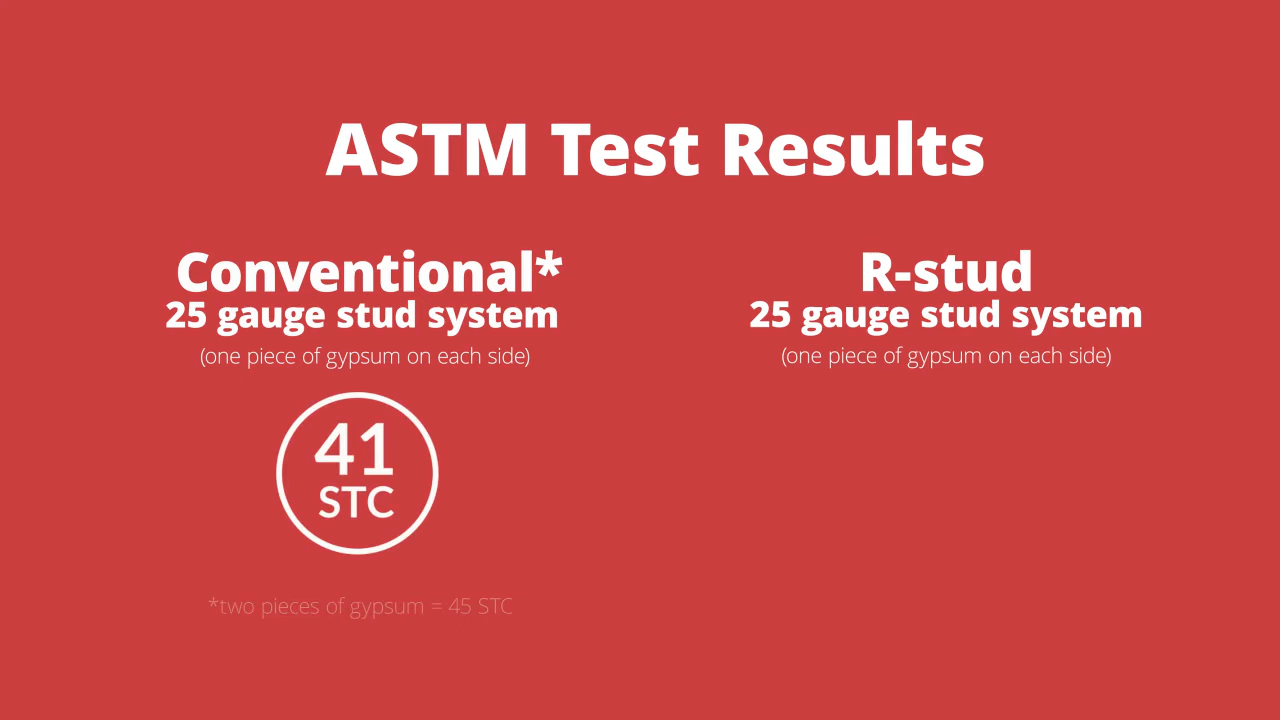 ASTM Test Results
Conventional*
25 gauge stud system
(one piece of gypsum on each side)
41
STC
*two pieces of gypsum = 45 STC
R-stud
25 gauge stud system
(one piece of gypsum on each side)